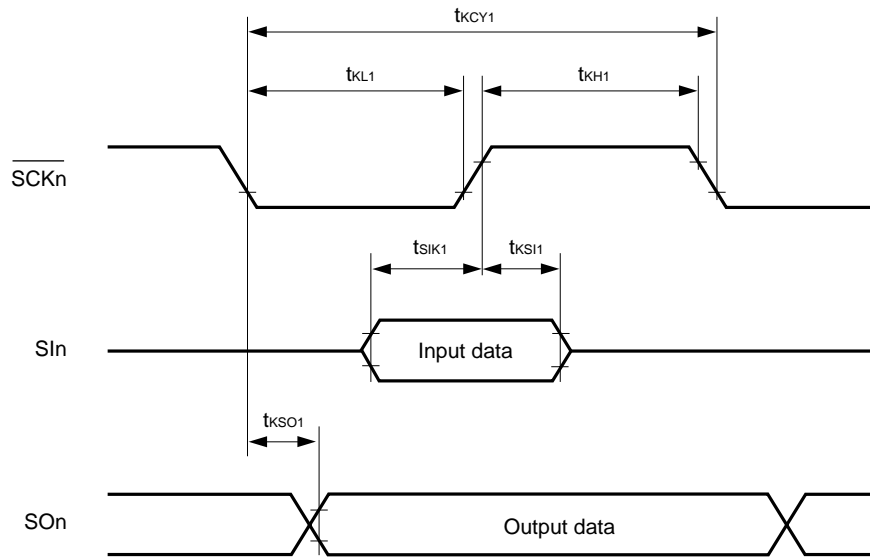 tKCY1
tKL1
tKH1
SCKn
tSIK1
tKSI1
SIn
Input data
tKSO1
SOn
Output data